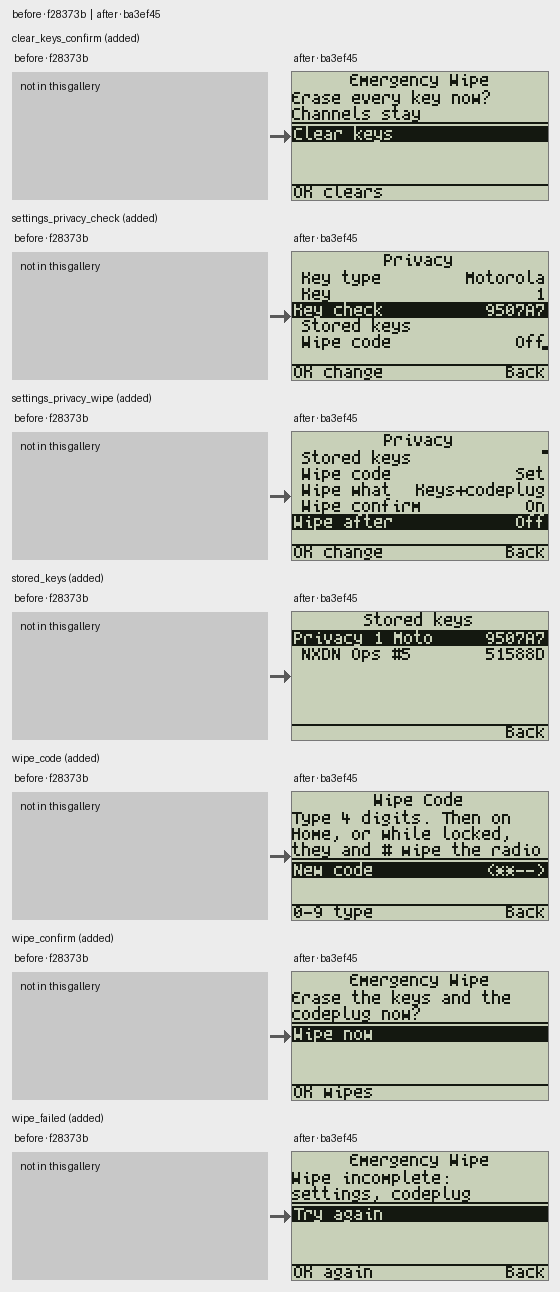 before · f28373b | after · ba3ef45
clear_keys_confirm (added)
before · f28373b
after · ba3ef45
not in this gallery
Emergency Wipe
Erase every key now?
Channels stay
Clear keys
OK clears
settings_privacy_check (added)
before · f28373b
after · ba3ef45
not in this gallery
Privacy
Key type Motorola
Key 1
Key check 9507A7
Stored keys
Wipe code Off
OK change Back
settings_privacy_wipe (added)
before · f28373b
after · ba3ef45
not in this gallery
Privacy
Stored keys
Wipe code Set
Wipe what Keys+codeplug
Wipe confirm On
Wipe after Off
OK change Back
stored_keys (added)
before · f28373b
after · ba3ef45
not in this gallery
Stored keys
Privacy 1 Moto 9507A7
NXDN Ops #5 51588D
Back
wipe_code (added)
before · f28373b
after · ba3ef45
not in this gallery
Wipe Code
Type 4 digits. Then on
Home, or while locked,
they and # wipe the radio
New code (**--)
0-9 type Back
wipe_confirm (added)
before · f28373b
after · ba3ef45
not in this gallery
Emergency Wipe
Erase the keys and the
codeplug now?
Wipe now
OK wipes
wipe_failed (added)
before · f28373b
after · ba3ef45
not in this gallery
Emergency Wipe
Wipe incomplete:
settings, codeplug
Try again
OK again Back